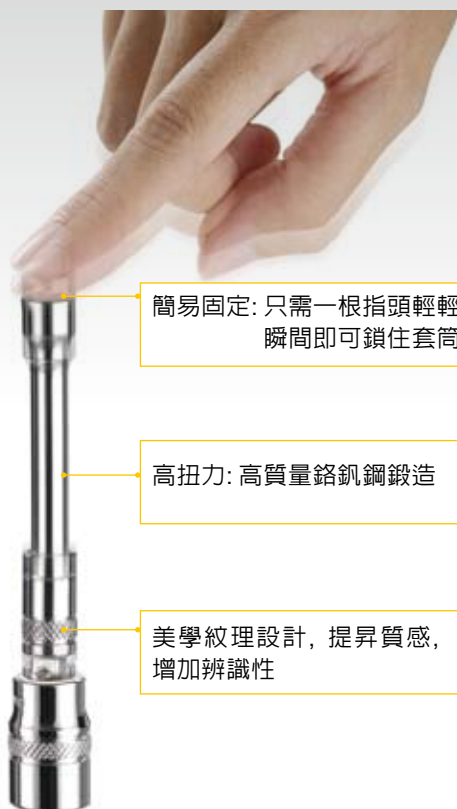 簡易固定: 只需一根指頭輕輕
瞬間即可鎖住套筒
高扭力: 高質量鉻釩鋼鍛造
美學紋理設計, 提昇質感,
增加辨識性